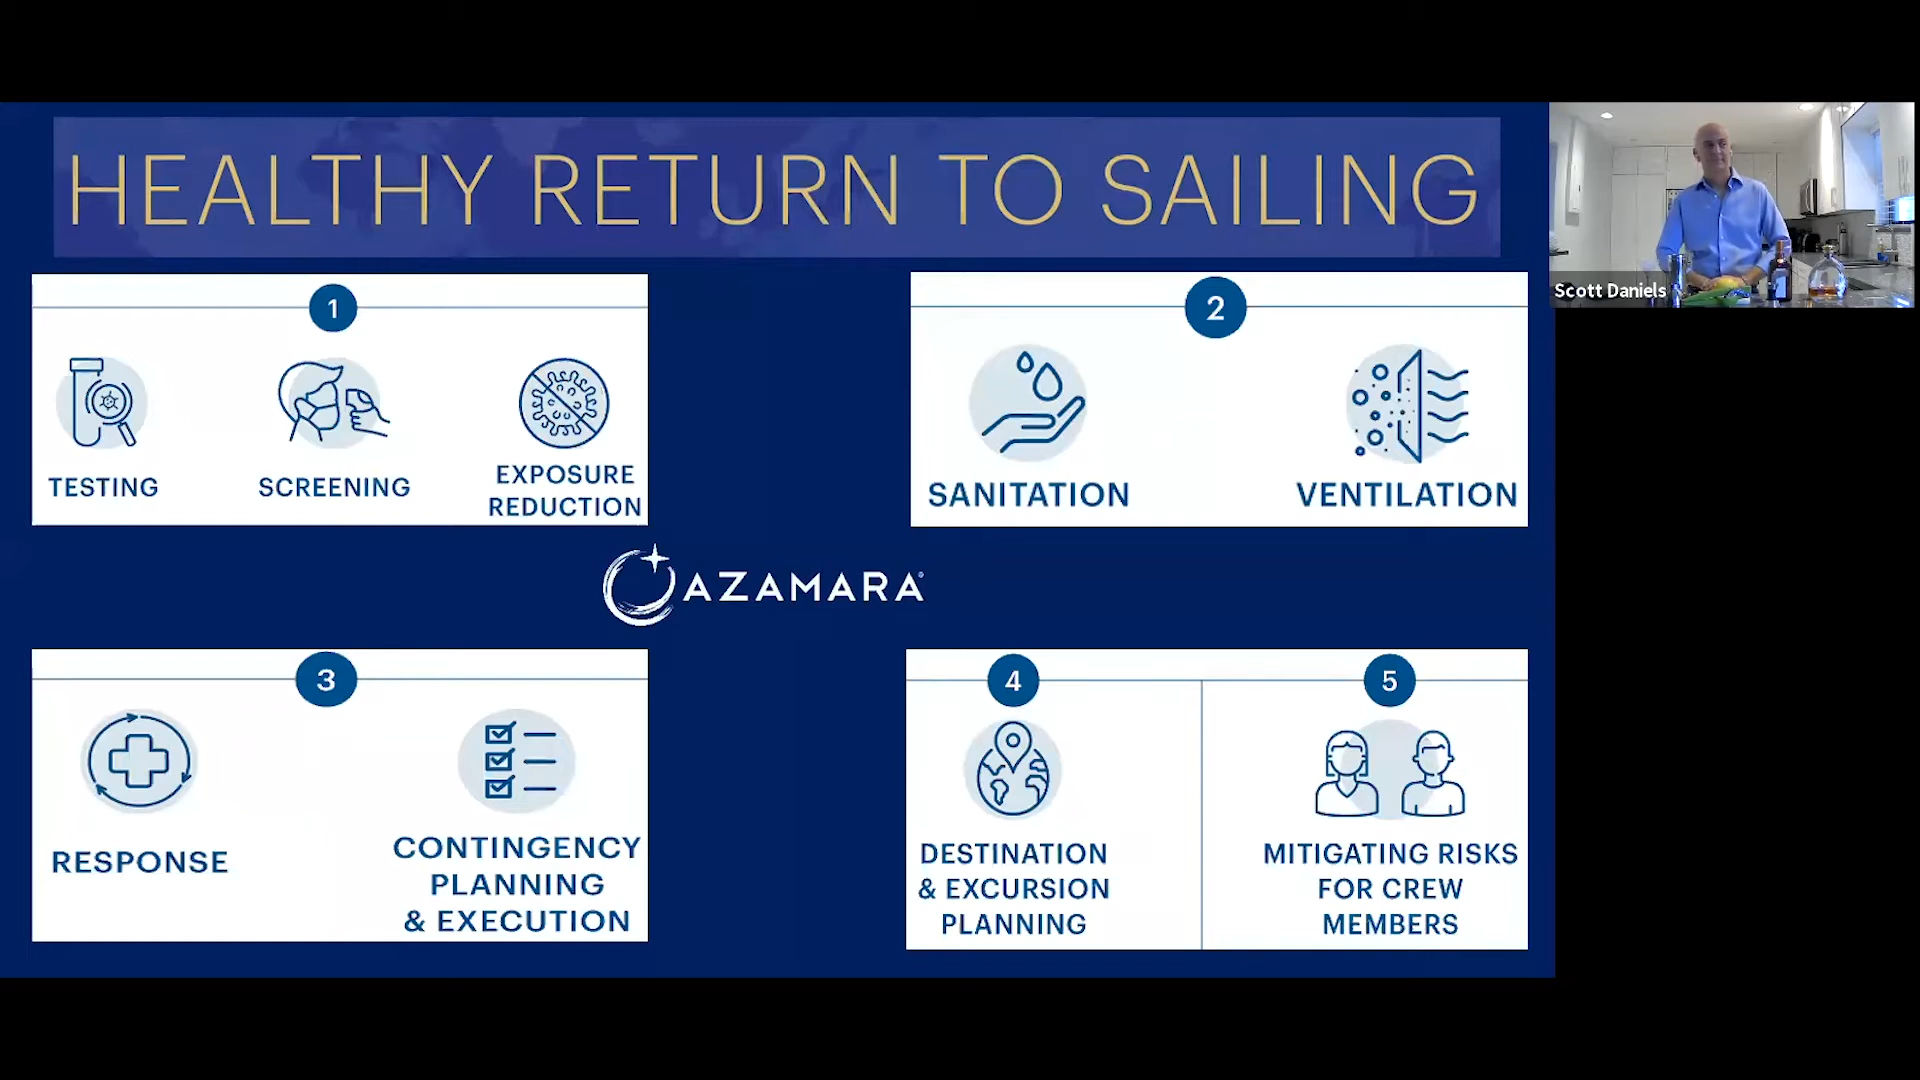 HEALTHY RETURN TO SAILING
1
TESTING
SCREENING
EXPOSURE
REDUCTION
2
SANITATION
VENTILATION
AZAMARA
3
RESPONSE
CONTINGENCY
PLANNING
& EXECUTION
4
DESTINATION
& EXCURSION
PLANNING
5
MITIGATING RISKS
FOR CREW
MEMBERS
Scott Daniels